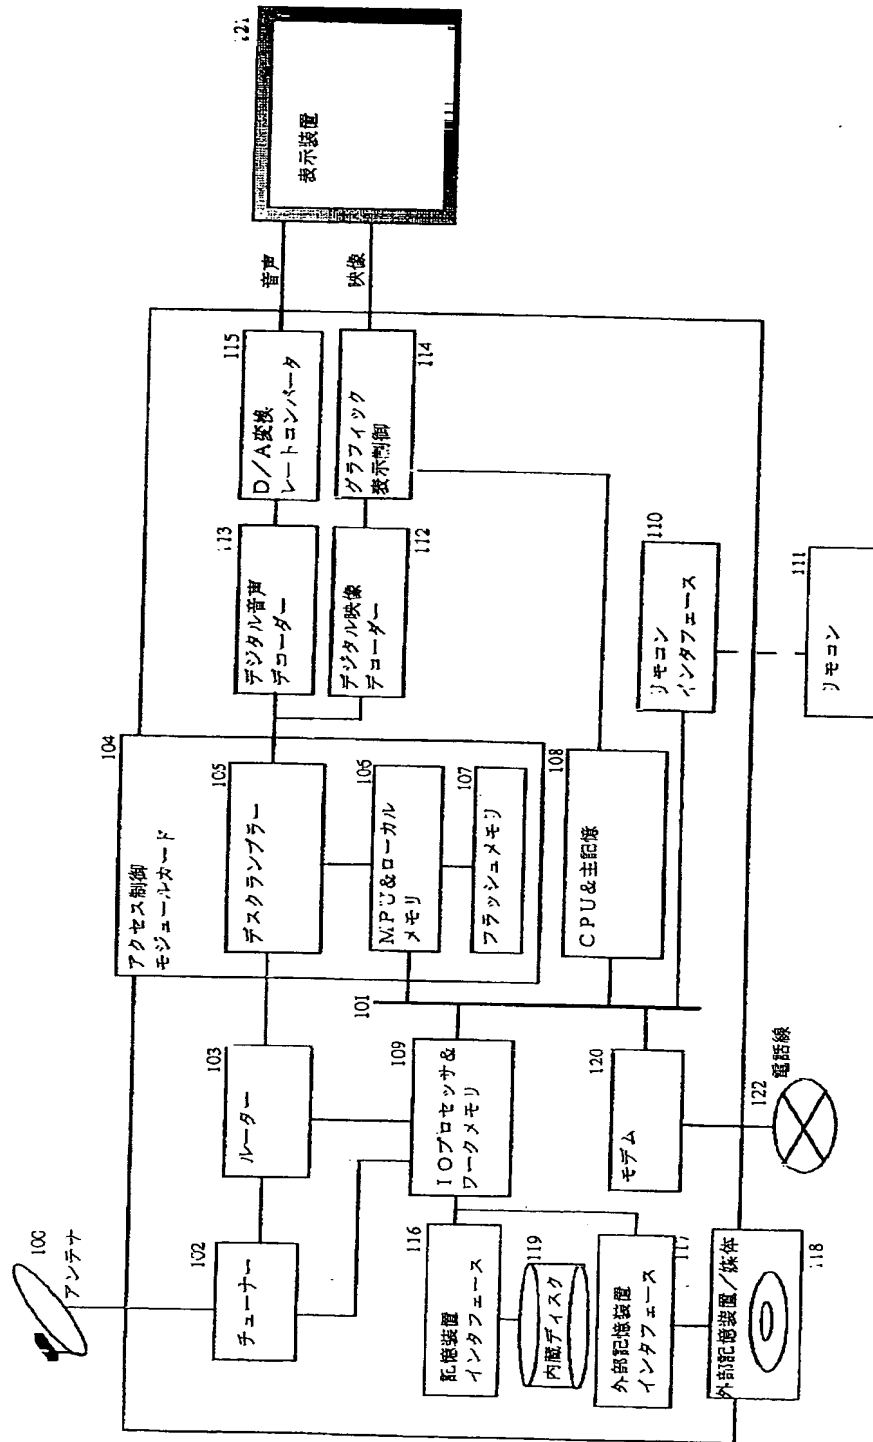 100
アンテナ
102
チューナー
103
ルーター
104
アクセス制御
モジュールカード
105
デスクランブラー
106
MPU&ローカル
メモリ
107
フラッシュメモリ
113
デジタル音声
デコーダー
112
デジタル映像
デコーダー
115
D/A変換
レートコンバータ
114
グラフィック
表示制御
音声
映像
121
表示装置
101
109
IOプロセッサ&
ワークメモリ
108
CPU&主記憶
110
リモコン
インタフェース
111
リモコン
116
記憶装置
インタフェース
119
内蔵ディスク
117
外部記憶装置
インタフェース
外部記憶装置/媒体
118
120
モデム
122
電話線